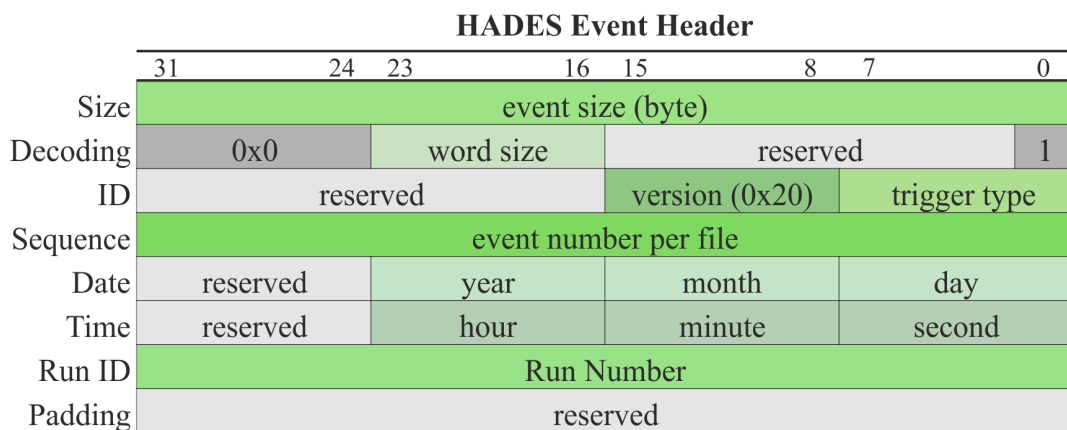 HADES Event Header
31 24 23 16 15 8 7 0
Size event size (byte)
Decoding 0x0 word size reserved 1
ID reserved version (0x20) trigger type
Sequence event number per file
Date reserved year month day
Time reserved hour minute second
Run ID Run Number
Padding reserved